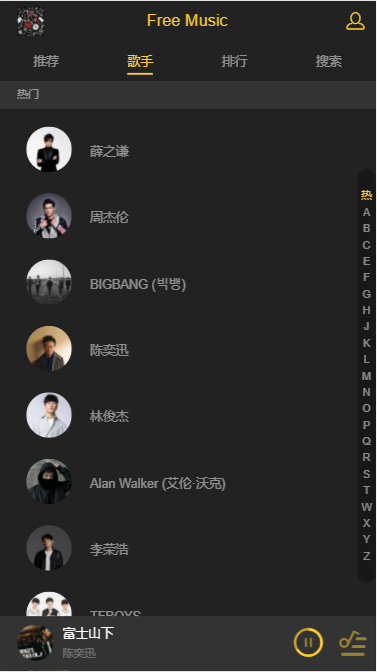 Free Music
推荐 歌手 排行 搜索
热门
薛之谦
周杰伦
BIGBANG (빅뱅)
陈奕迅
林俊杰
Alan Walker (艾伦·沃克)
李荣浩
TFBOYS
热
A
B
C
E
F
G
H
J
K
L
M
N
O
P
Q
R
S
T
W
X
Y
Z
富士山下
陈奕迅